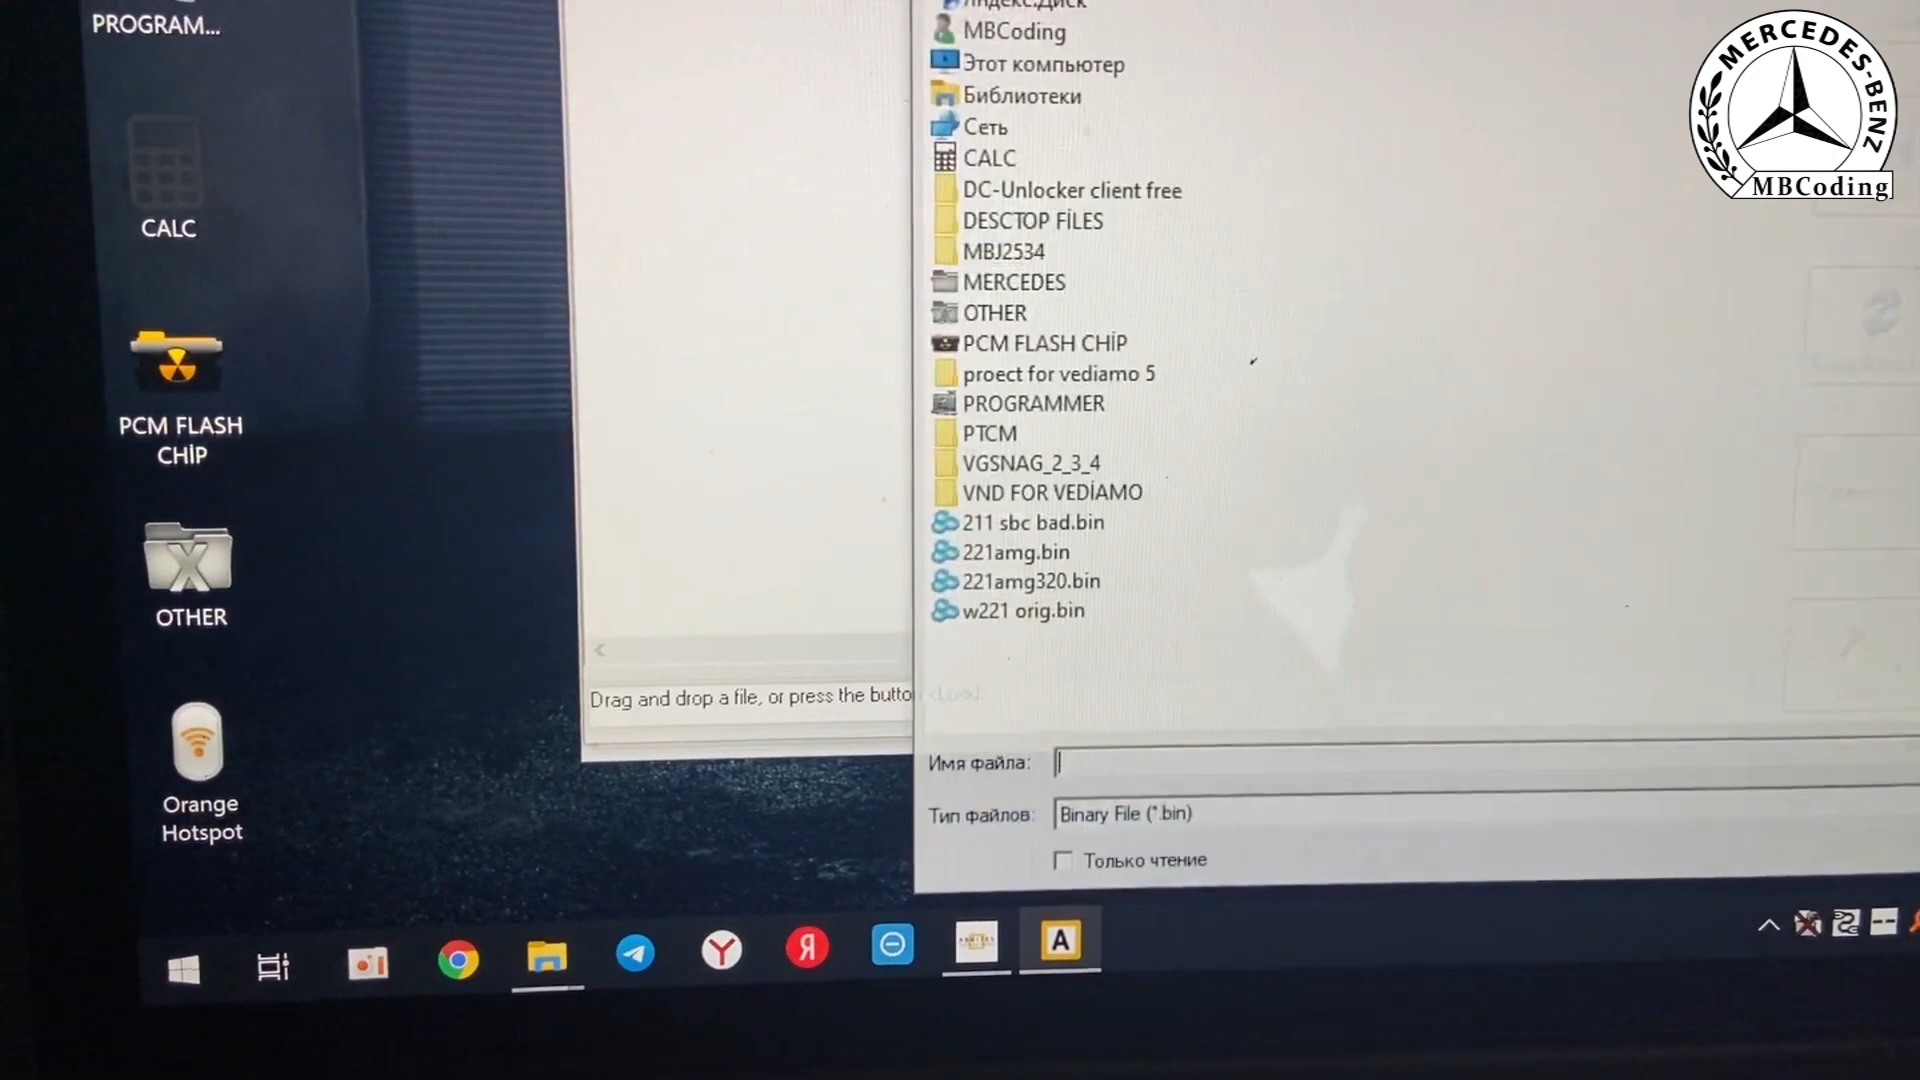 PROGRAM...
CALC
PCM FLASH
CHİP
OTHER
Orange
Hotspot
Drag and drop a file, or press the butto
Яндекс.Диск
MBCoding
Этот компьютер
Библиотеки
Сеть
CALC
DC-Unlocker client free
DESCTOP FİLES
MBJ2534
MERCEDES
OTHER
PCM FLASH CHİP
proect for vediamo 5
PROGRAMMER
PTCM
VGSNAG_2_3_4
VND FOR VEDİAMO
211 sbc bad.bin
221amg.bin
221amg320.bin
w221 orig.bin
Имя файла:
Тип файлов:
Binary File (*.bin)
Только чтение
MERCEDES-BENZ
MBCoding
A